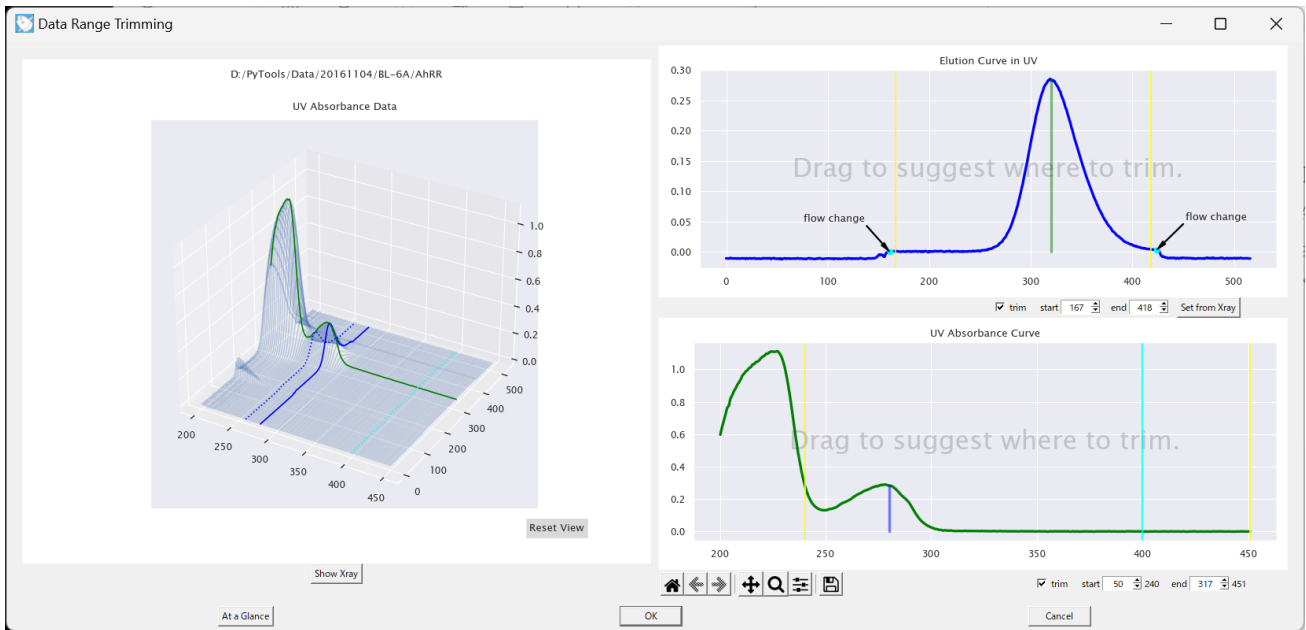 Data Range Trimming
D:/PyTools/Data/20161104/BL-6A/AhRR
UV Absorbance Data
1.0
0.8
0.6
0.4
0.2
0.0
200
250
300
350
400
450
0
100
200
300
400
500
Reset View
Show Xray
Elution Curve in UV
0.30
0.25
0.20
0.15
0.10
0.05
0.00
Drag to suggest where to trim.
flow change
flow change
0 100 200 300 400 500
trim start 167 end 418 Set from Xray
UV Absorbance Curve
1.0
0.8
0.6
0.4
0.2
0.0
Drag to suggest where to trim.
200 250 300 350 400 450
trim start 50 240 end 317 451
At a Glance
OK
Cancel